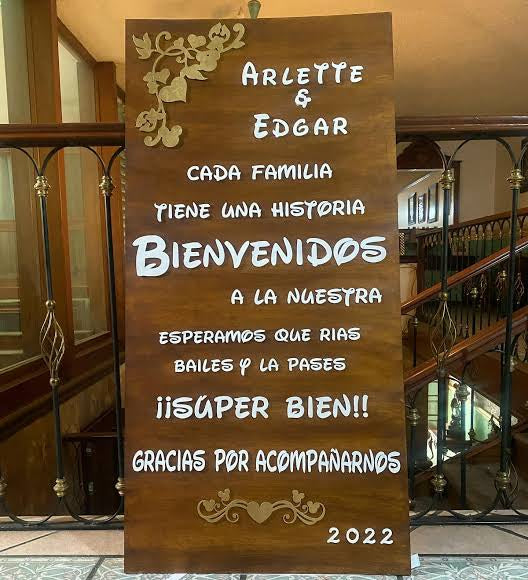 ARLETTE
&
EDGAR
CADA FAMILIA
TIENE UNA HISTORIA
BIENVENIDOS
A LA NUESTRA
ESPERAMOS QUE RIAS
BAILES Y LA PASES
¡¡SÚPER BIEN!!
GRACIAS POR ACOMPAÑARNOS
2022